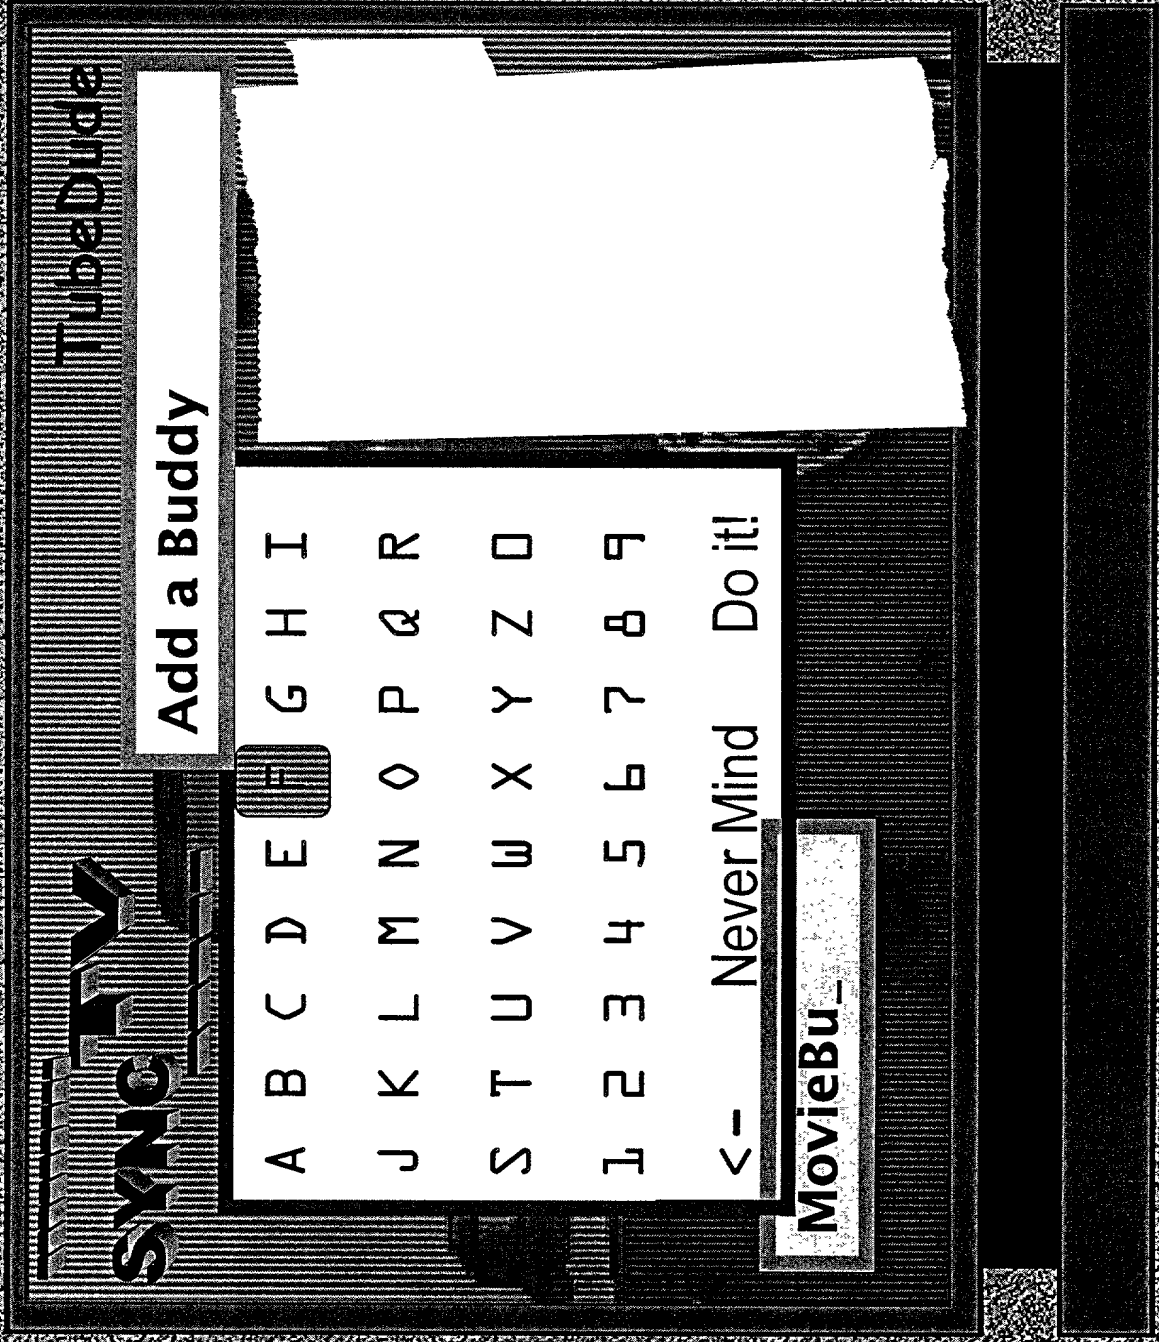 SYNC TV
TubeDude
Add a Buddy
A B C D E F G H I
J K L M N O P Q R
S T U V W X Y Z 0
1 2 3 4 5 6 7 8 9
<- Never Mind Do it!
MovieBu_